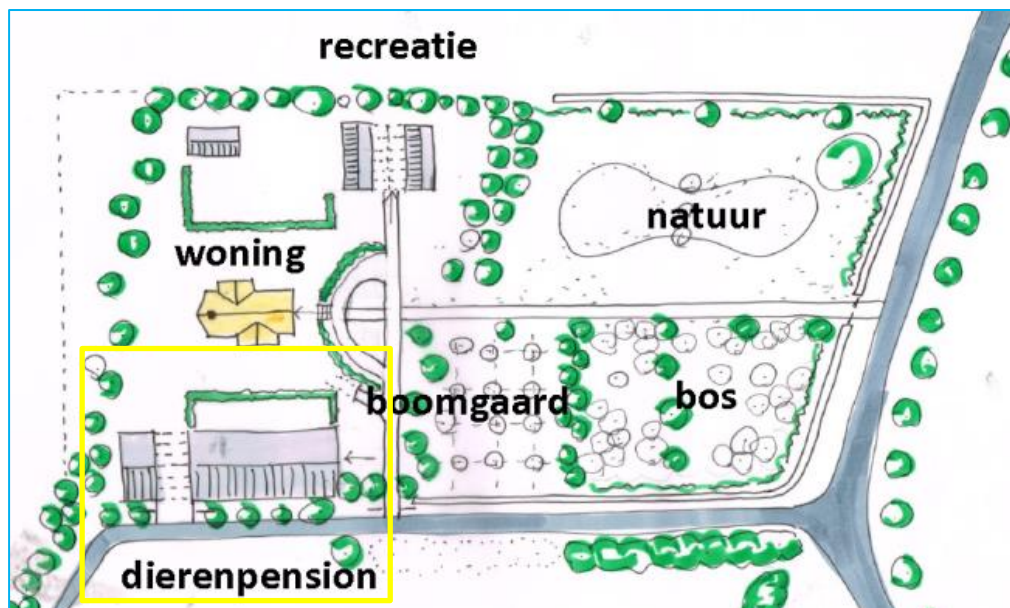 recreatie
natuur
woning
boomgaard
bos
dierenpension